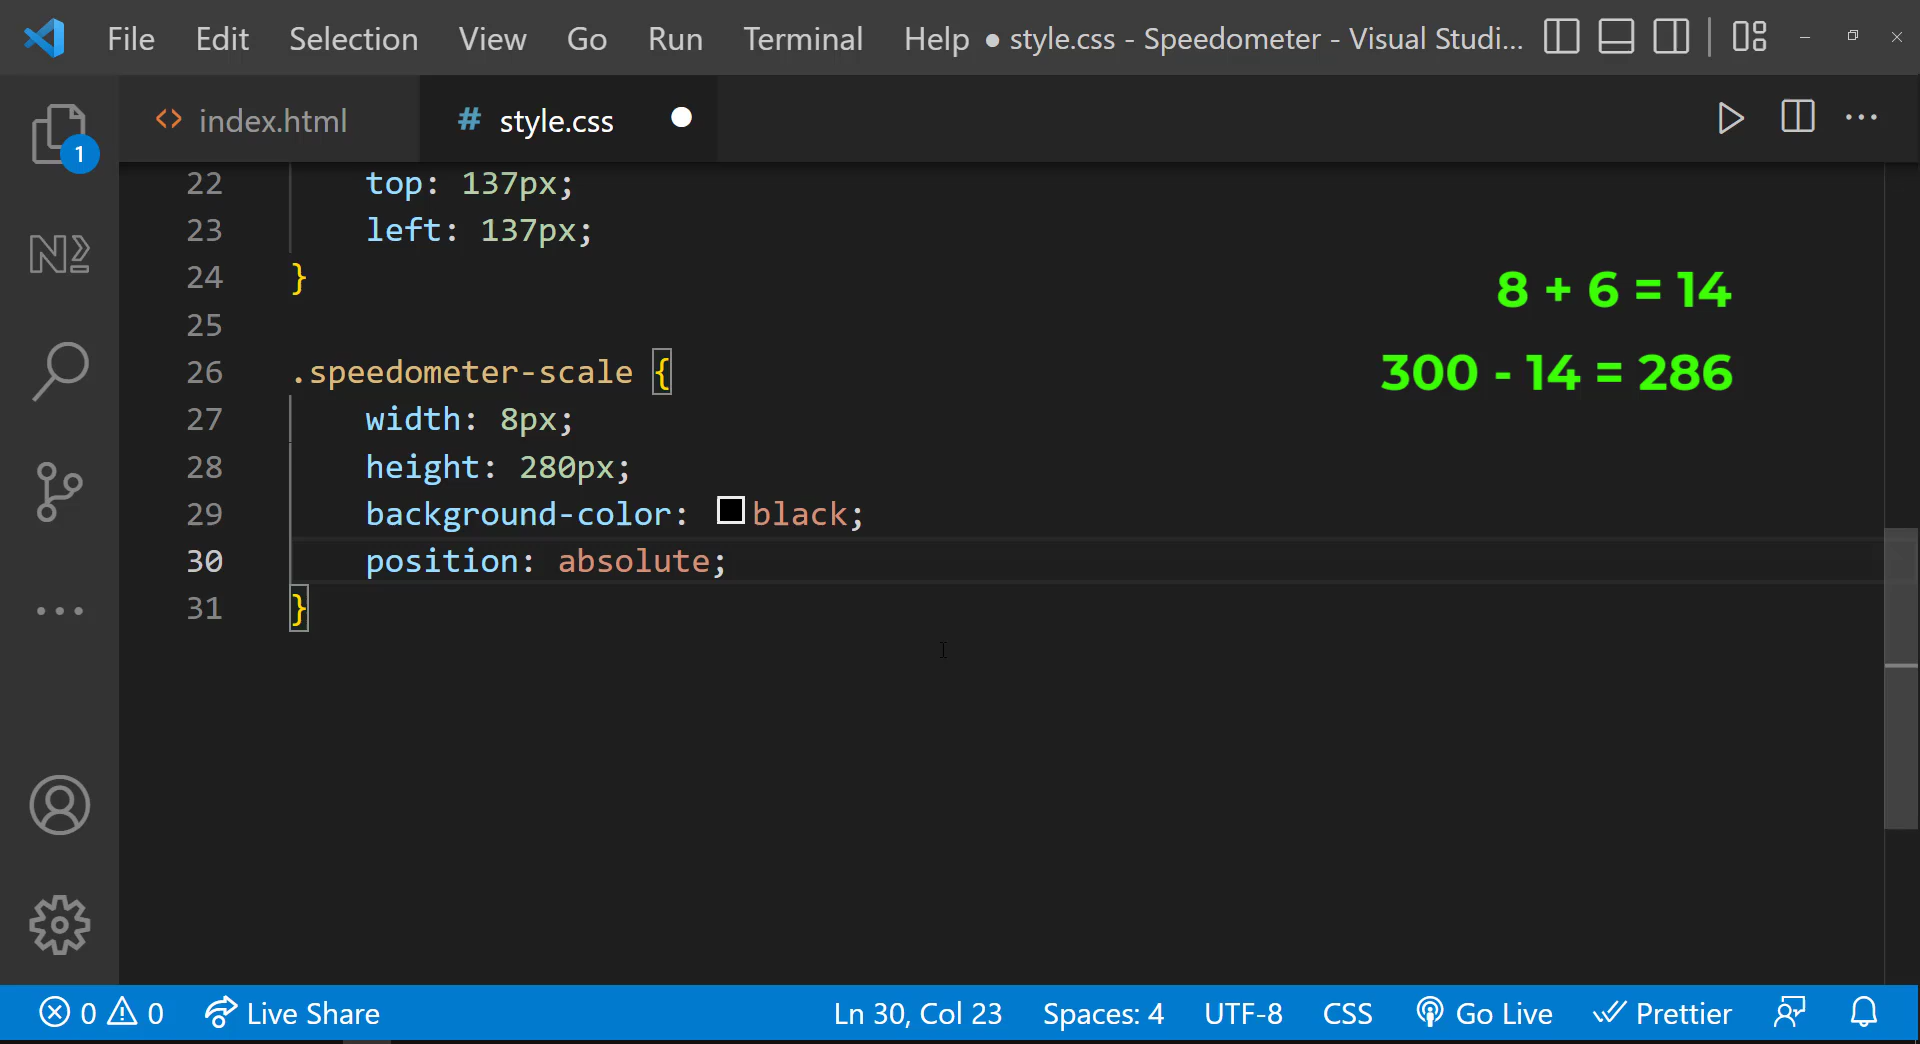 File Edit Selection View Go Run Terminal Help ● style.css - Speedometer - Visual Studi...
1
<> index.html # style.css
22 top: 137px;
23 left: 137px;
24 }
25
26 .speedometer-scale {
27 width: 8px;
28 height: 280px;
29 background-color: black;
30 position: absolute;
31 }
8 + 6 = 14
300 - 14 = 286
0 0 Live Share Ln 30, Col 23 Spaces: 4 UTF-8 CSS Go Live Prettier